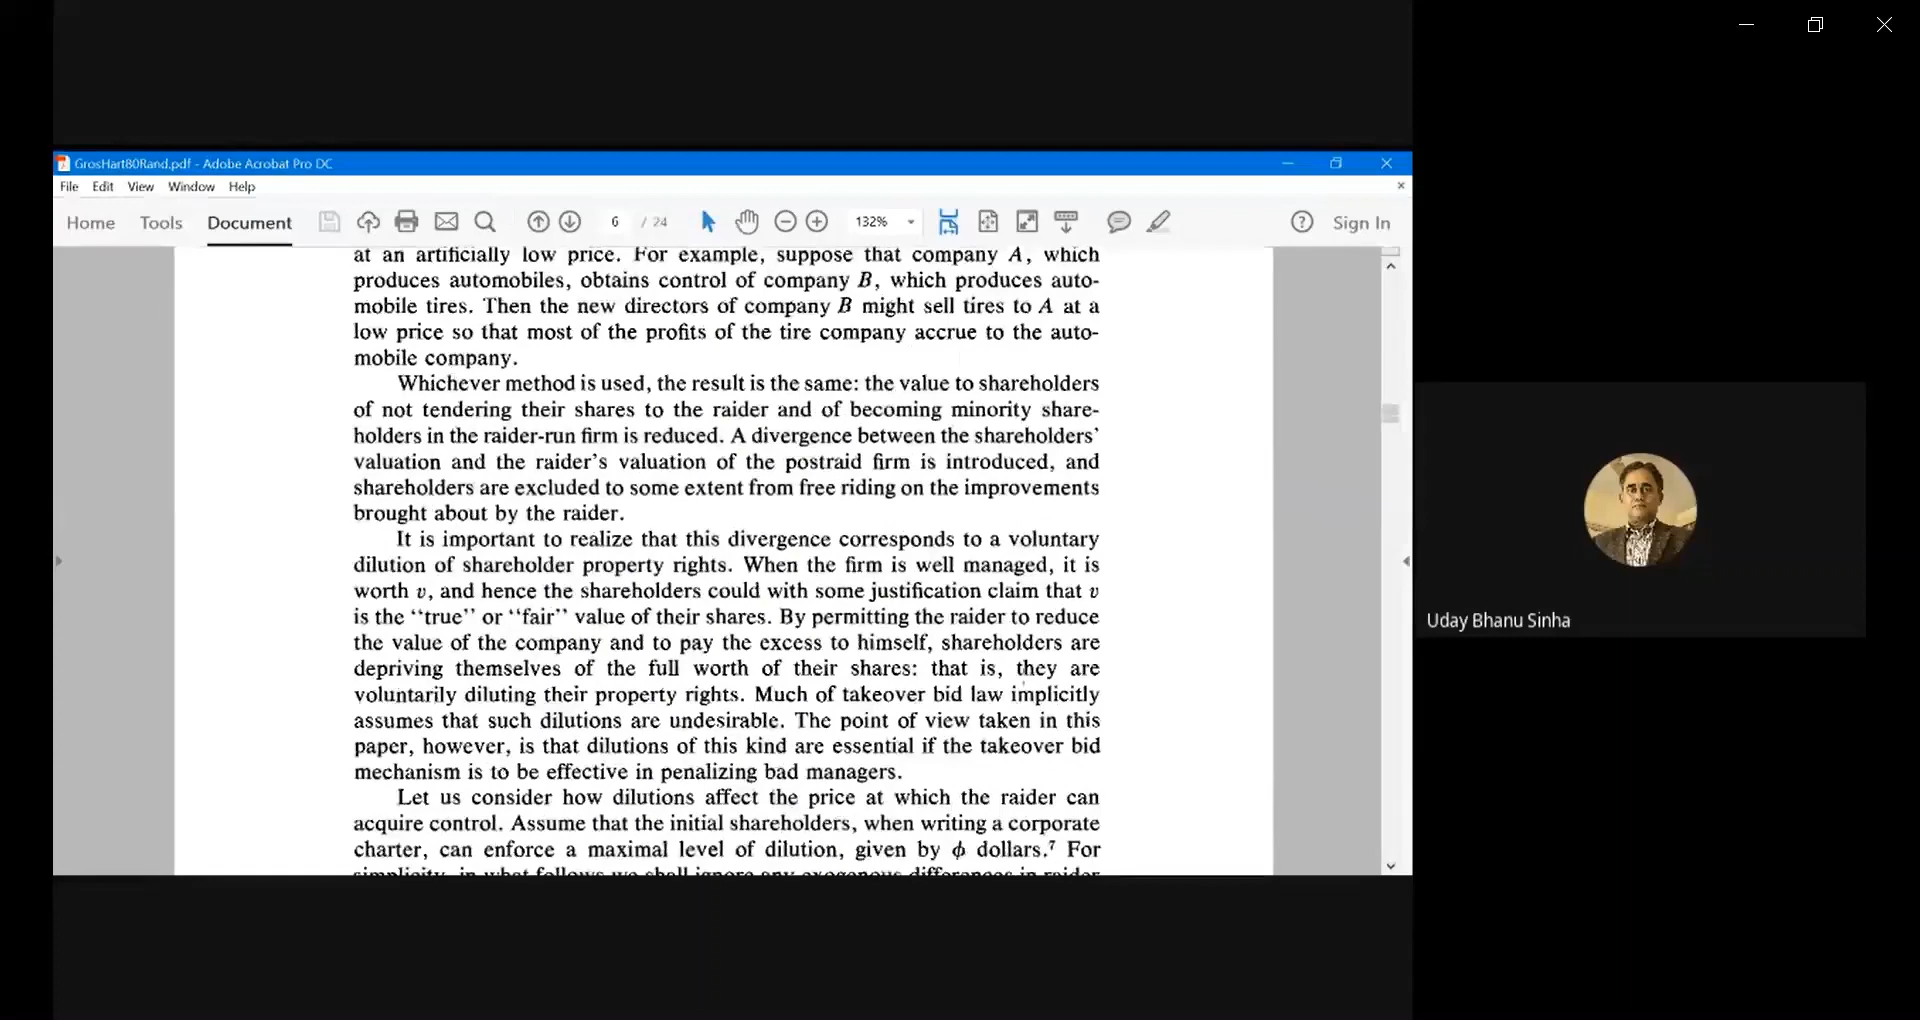 GrosHart80Rand.pdf - Adobe Acrobat Pro DC
File Edit View Window Help
Home Tools Document 6 / 24 132% Sign In
at an artificially low price. For example, suppose that company A, which
produces automobiles, obtains control of company B, which produces auto-
mobile tires. Then the new directors of company B might sell tires to A at a
low price so that most of the profits of the tire company accrue to the auto-
mobile company.
Whichever method is used, the result is the same: the value to shareholders
of not tendering their shares to the raider and of becoming minority share-
holders in the raider-run firm is reduced. A divergence between the shareholders'
valuation and the raider's valuation of the postraid firm is introduced, and
shareholders are excluded to some extent from free riding on the improvements
brought about by the raider.
It is important to realize that this divergence corresponds to a voluntary
dilution of shareholder property rights. When the firm is well managed, it is
worth v, and hence the shareholders could with some justification claim that v
is the “true” or “fair” value of their shares. By permitting the raider to reduce
the value of the company and to pay the excess to himself, shareholders are
depriving themselves of the full worth of their shares: that is, they are
voluntarily diluting their property rights. Much of takeover bid law implicitly
assumes that such dilutions are undesirable. The point of view taken in this
paper, however, is that dilutions of this kind are essential if the takeover bid
mechanism is to be effective in penalizing bad managers.
Let us consider how dilutions affect the price at which the raider can
acquire control. Assume that the initial shareholders, when writing a corporate
charter, can enforce a maximal level of dilution, given by ϕ dollars.⁷ For
simplicity, in what follows we shall ignore any exogenous differences in raider
Uday Bhanu Sinha